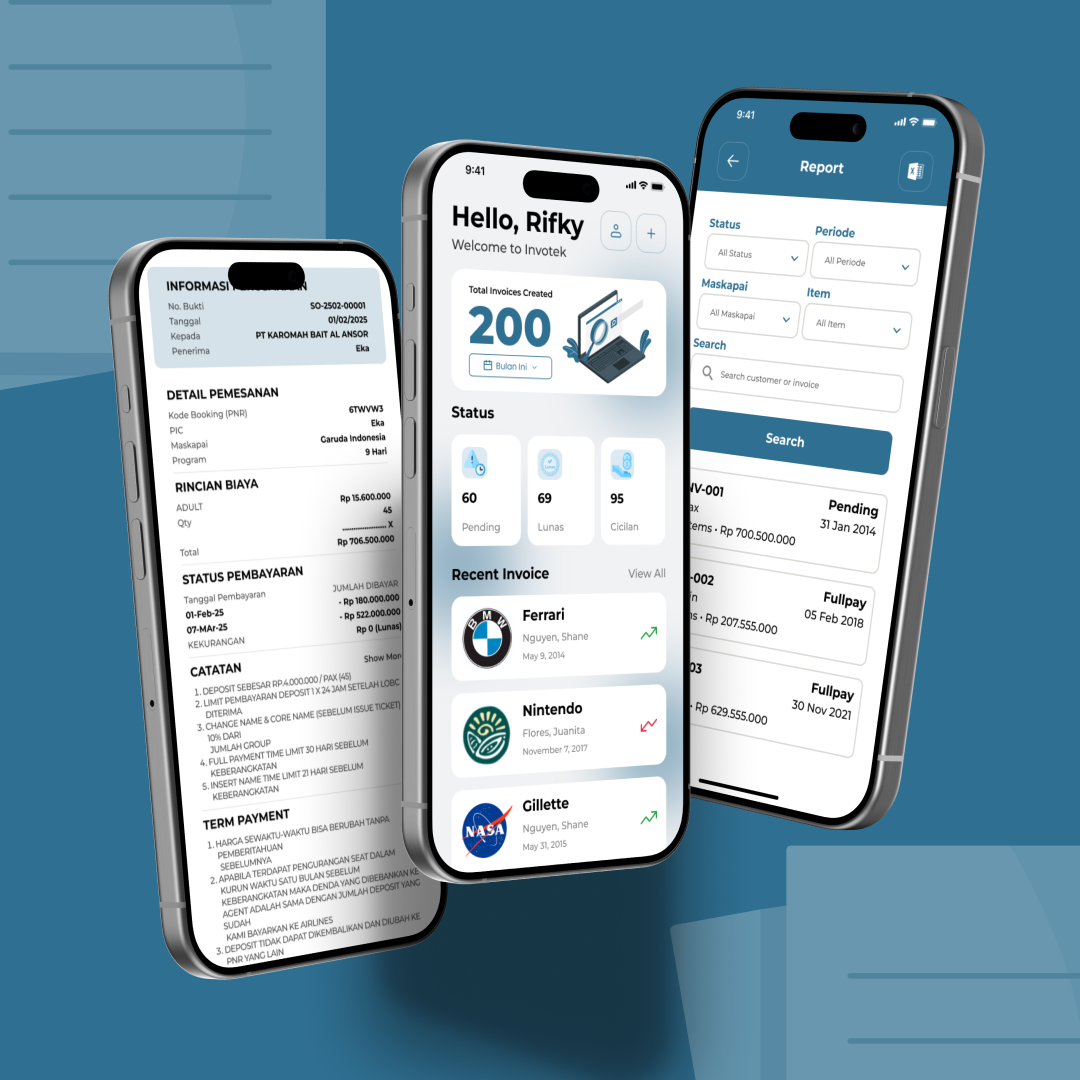 INFORMASI
No. Bukti SO-2502-00001
Tanggal 01/02/2025
Kepada PT KAROMAH BAIT AL ANSOR
Penerima Eka
DETAIL PEMESANAN
Kode Booking (PNR) 6TWVW3
PIC Eka
Maskapai Garuda Indonesia
Program 9 Hari
RINCIAN BIAYA
ADULT Rp 15.600.000
Qty 45
-------------------- X
Total Rp 706.500.000
STATUS PEMBAYARAN
Tanggal Pembayaran JUMLAH DIBAYAR
01-Feb-25 - Rp 180.000.000
07-MAr-25 - Rp 522.000.000
KEKURANGAN Rp 0 (Lunas)
CATATAN Show More
1. DEPOSIT SEBESAR RP.4.000.000 / PAX (45)
2. LIMIT PEMBAYARAN DEPOSIT 1 X 24 JAM SETELAH LOBC
DITERIMA
3. CHANGE NAME & CORE NAME (SEBELUM ISSUE TICKET)
10% DARI
JUMLAH GROUP
4. FULL PAYMENT TIME LIMIT 30 HARI SEBELUM
KEBERANGKATAN
5. INSERT NAME TIME LIMIT 21 HARI SEBELUM
KEBERANGKATAN
TERM PAYMENT
1. HARGA SEWAKTU-WAKTU BISA BERUBAH TANPA
PEMBERITAHUAN
SEBELUMNYA
2. APABILA TERDAPAT PENGURANGAN SEAT DALAM
KURUN WAKTU SATU BULAN SEBELUM
KEBERANGKATAN MAKA DENDA YANG DIBEBANKAN KE
AGENT ADALAH SAMA DENGAN JUMLAH DEPOSIT YANG
SUDAH
KAMI BAYARKAN KE AIRLINES
3. DEPOSIT TIDAK DAPAT DIKEMBALIKAN DAN DIUBAH KE
PNR YANG LAIN
9:41
Hello, Rifky
Welcome to Invotek
Total Invoices Created
200
Bulan Ini
Status
60
Pending
69
Lunas
95
Cicilan
Recent Invoice View All
BMW
Ferrari
Nguyen, Shane
May 9, 2014
Nintendo
Flores, Juanita
November 7, 2017
NASA
Gillette
Nguyen, Shane
May 31, 2015
9:41
Report
Status Periode
All Status All Periode
Maskapai Item
All Maskapai All Item
Search
Search customer or invoice
Search
NV-001 Pending
ax 31 Jan 2014
tems • Rp 700.500.000
-002 Fullpay
in 05 Feb 2018
ns • Rp 207.555.000
03 Fullpay
30 Nov 2021
• Rp 629.555.000